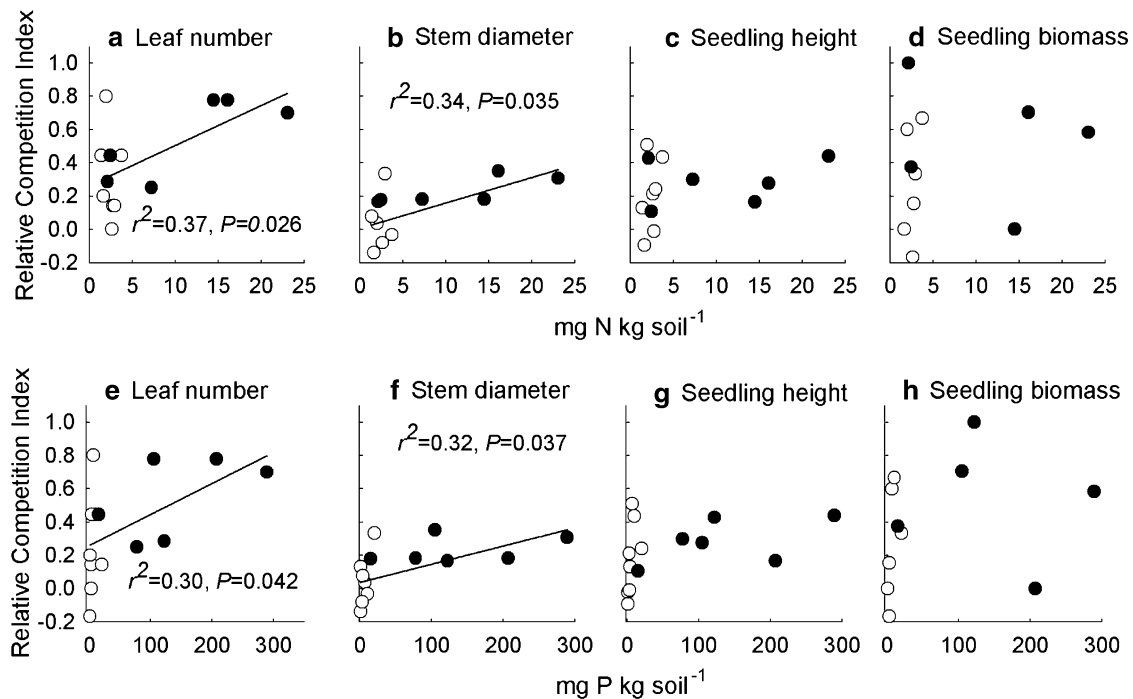 a Leaf number
b Stem diameter
c Seedling height
d Seedling biomass
Relative Competition Index
1.0
0.8
0.6
0.4
0.2
0.0
-0.2
r²=0.37, P=0.026
r²=0.34, P=0.035
0 5 10 15 20 25
0 5 10 15 20 25
0 5 10 15 20 25
0 5 10 15 20 25
mg N kg soil⁻¹
e Leaf number
f Stem diameter
g Seedling height
h Seedling biomass
Relative Competition Index
1.0
0.8
0.6
0.4
0.2
0.0
-0.2
r²=0.30, P=0.042
r²=0.32, P=0.037
0 100 200 300
0 100 200 300
0 100 200 300
0 100 200 300
mg P kg soil⁻¹